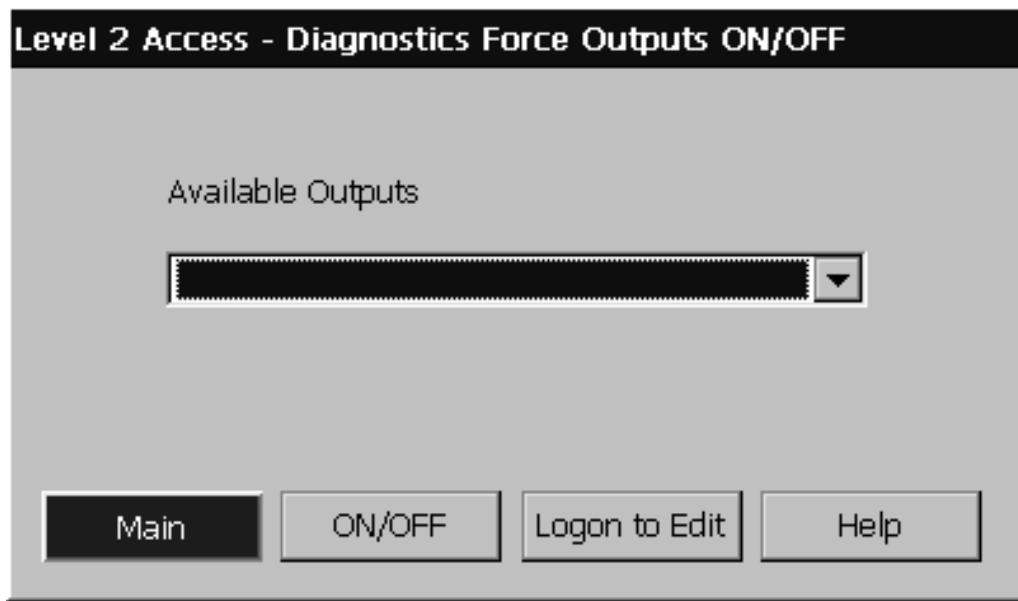 Level 2 Access - Diagnostics Force Outputs ON/OFF
Available Outputs
Main
ON/OFF
Logon to Edit
Help